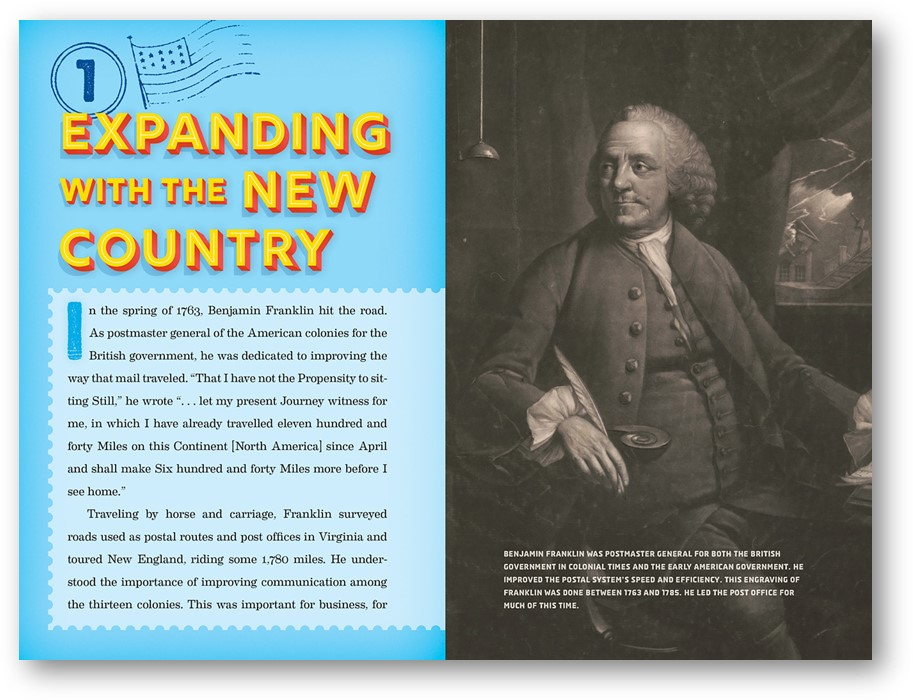 1
EXPANDING
WITH THE NEW
COUNTRY
In the spring of 1763, Benjamin Franklin hit the road.
As postmaster general of the American colonies for the
British government, he was dedicated to improving the
way that mail traveled. “That I have not the Propensity to sit-
ting Still,” he wrote “. . . let my present Journey witness for
me, in which I have already travelled eleven hundred and
forty Miles on this Continent [North America] since April
and shall make Six hundred and forty Miles more before I
see home.”
Traveling by horse and carriage, Franklin surveyed
roads used as postal routes and post offices in Virginia and
toured New England, riding some 1,780 miles. He under-
stood the importance of improving communication among
the thirteen colonies. This was important for business, for
BENJAMIN FRANKLIN WAS POSTMASTER GENERAL FOR BOTH THE BRITISH
GOVERNMENT IN COLONIAL TIMES AND THE EARLY AMERICAN GOVERNMENT. HE
IMPROVED THE POSTAL SYSTEM'S SPEED AND EFFICIENCY. THIS ENGRAVING OF
FRANKLIN WAS DONE BETWEEN 1763 AND 1785. HE LED THE POST OFFICE FOR
MUCH OF THIS TIME.